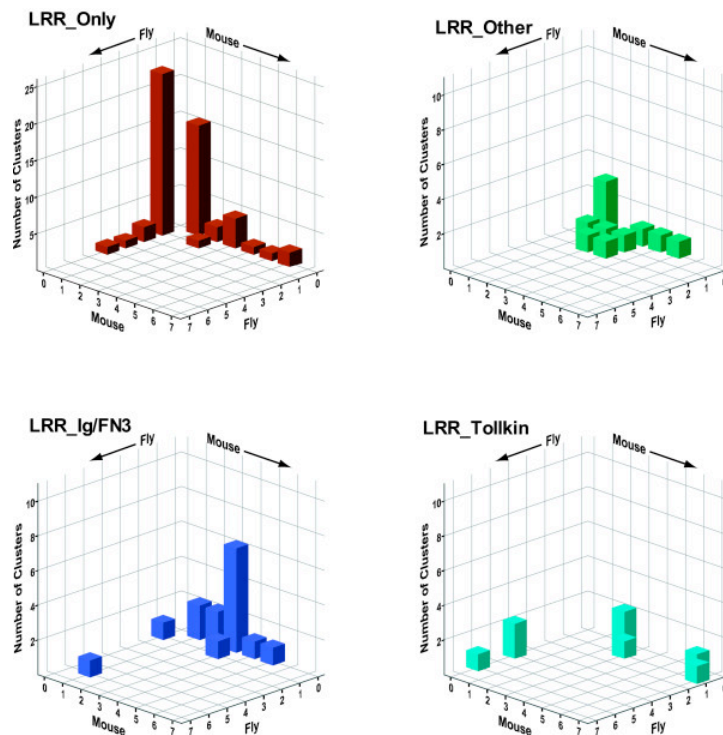 LRR_Only
Fly
Mouse
Number of Clusters
25
20
15
10
5
0 1 2 3 4 5 6 7
Mouse
7 6 5 4 3 2 1 0
Fly
LRR_Other
Fly
Mouse
Number of Clusters
10
8
6
4
2
0 1 2 3 4 5 6 7
Mouse
7 6 5 4 3 2 1 0
Fly
LRR_Ig/FN3
Fly
Mouse
Number of Clusters
10
8
6
4
2
0 1 2 3 4 5 6 7
Mouse
7 6 5 4 3 2 1 0
Fly
LRR_Tollkin
Fly
Mouse
Number of Clusters
10
8
6
4
2
0 1 2 3 4 5 6 7
Mouse
7 6 5 4 3 2 1 0
Fly